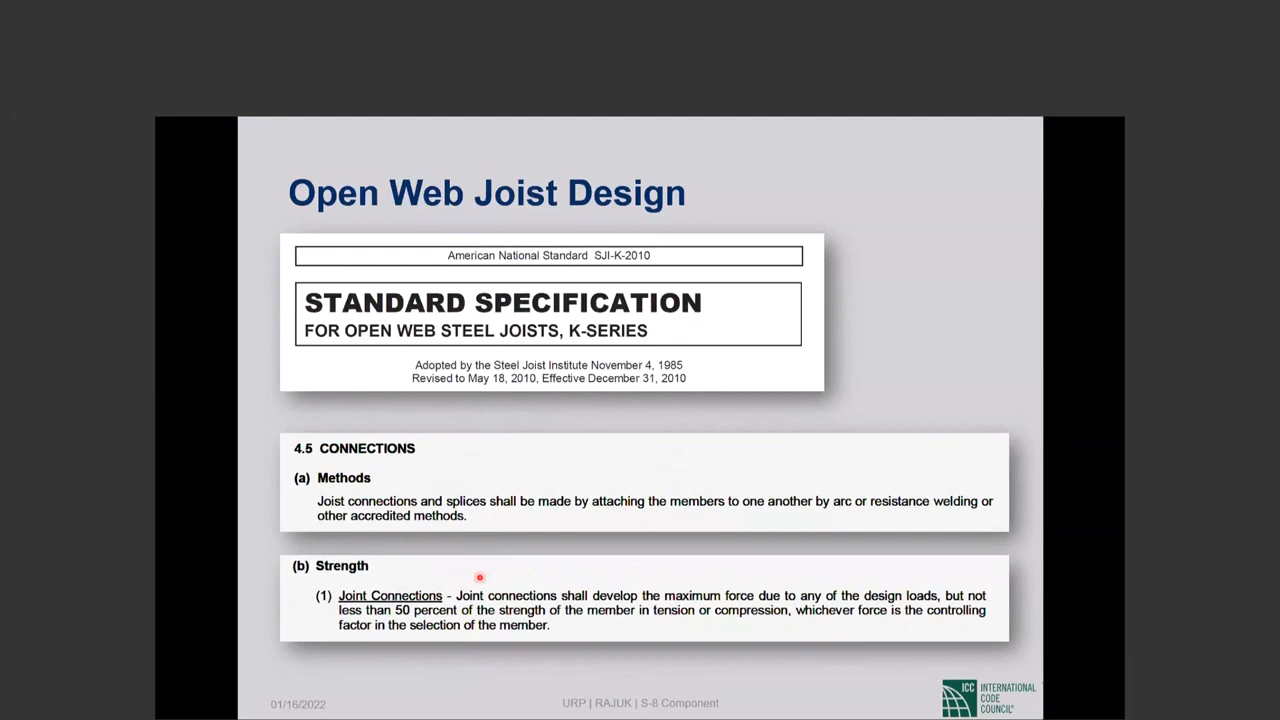 Open Web Joist Design
American National Standard SJI-K-2010
STANDARD SPECIFICATION
FOR OPEN WEB STEEL JOISTS, K-SERIES
Adopted by the Steel Joist Institute November 4, 1985
Revised to May 18, 2010, Effective December 31, 2010
4.5 CONNECTIONS
(a) Methods
Joist connections and splices shall be made by attaching the members to one another by arc or resistance welding or
other accredited methods.
(b) Strength
(1) Joint Connections - Joint connections shall develop the maximum force due to any of the design loads, but not
less than 50 percent of the strength of the member in tension or compression, whichever force is the controlling
factor in the selection of the member.
01/16/2022
URP | RAJUK | S-8 Component
ICC
INTERNATIONAL
CODE
COUNCIL®